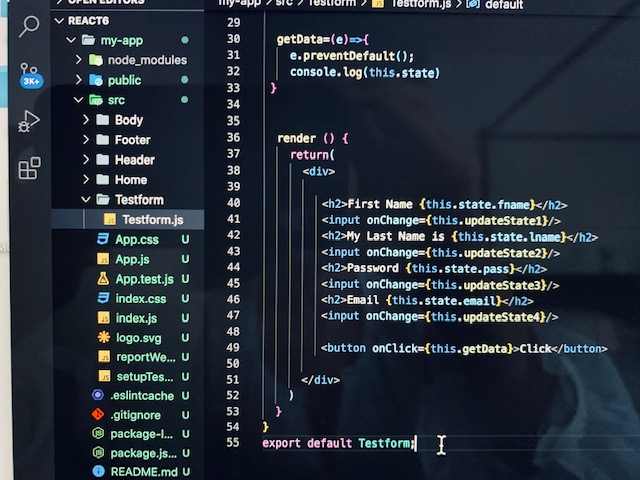 OPEN EDITORS
my-app > src > Testform > JS Testform.js > default
REACT6
my-app
node_modules
public
src
Body
Footer
Header
Home
Testform
JS Testform.js
App.css U
JS App.js U
App.test.js U
index.css U
JS index.js U
logo.svg U
JS reportWe... U
JS setupTes... U
.eslintcache U
.gitignore U
package-l... U
package.js... U
README.md U
3K+
29
30 getData=(e)=>{
31 e.preventDefault();
32 console.log(this.state)
33 }
34
35
36 render () {
37 return(
38 <div>
39
40 <h2>First Name {this.state.fname}</h2>
41 <input onChange={this.updateState1}/>
42 <h2>My Last Name is {this.state.lname}</h2>
43 <input onChange={this.updateState2}/>
44 <h2>Password {this.state.pass}</h2>
45 <input onChange={this.updateState3}/>
46 <h2>Email {this.state.email}</h2>
47 <input onChange={this.updateState4}/>
48
49 <button onClick={this.getData}>Click</button>
50
51 </div>
52 )
53 }
54 }
55 export default Testform;